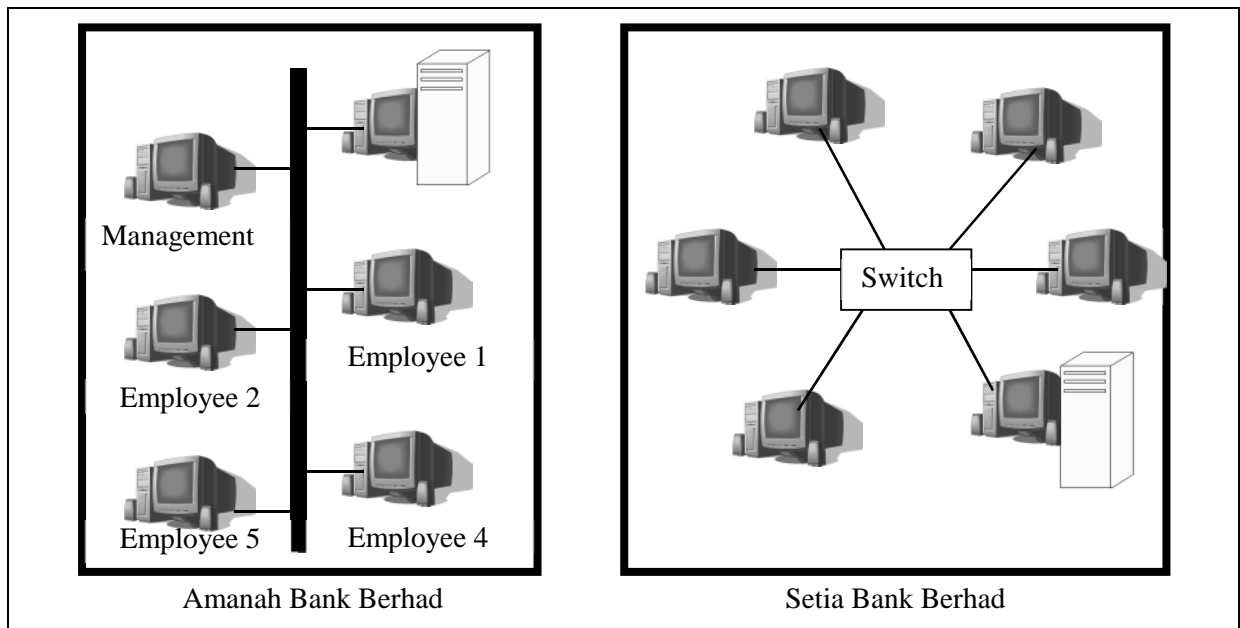 Management
Employee 1
Employee 2
Employee 5
Employee 4
Amanah Bank Berhad
Switch
Setia Bank Berhad